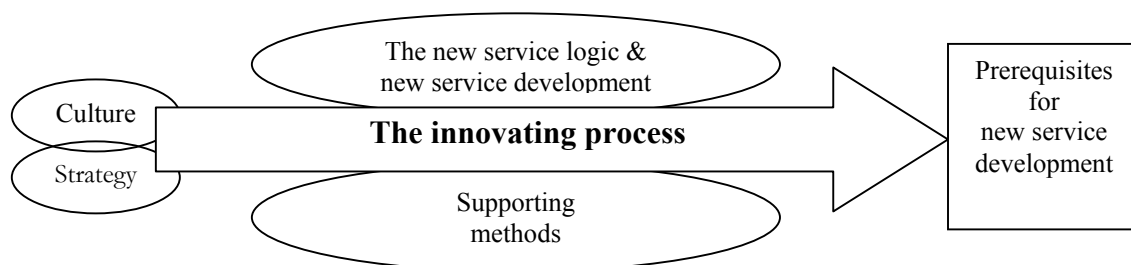 The new service logic &
new service development
Culture
Strategy
The innovating process
Supporting
methods
Prerequisites
for
new service
development